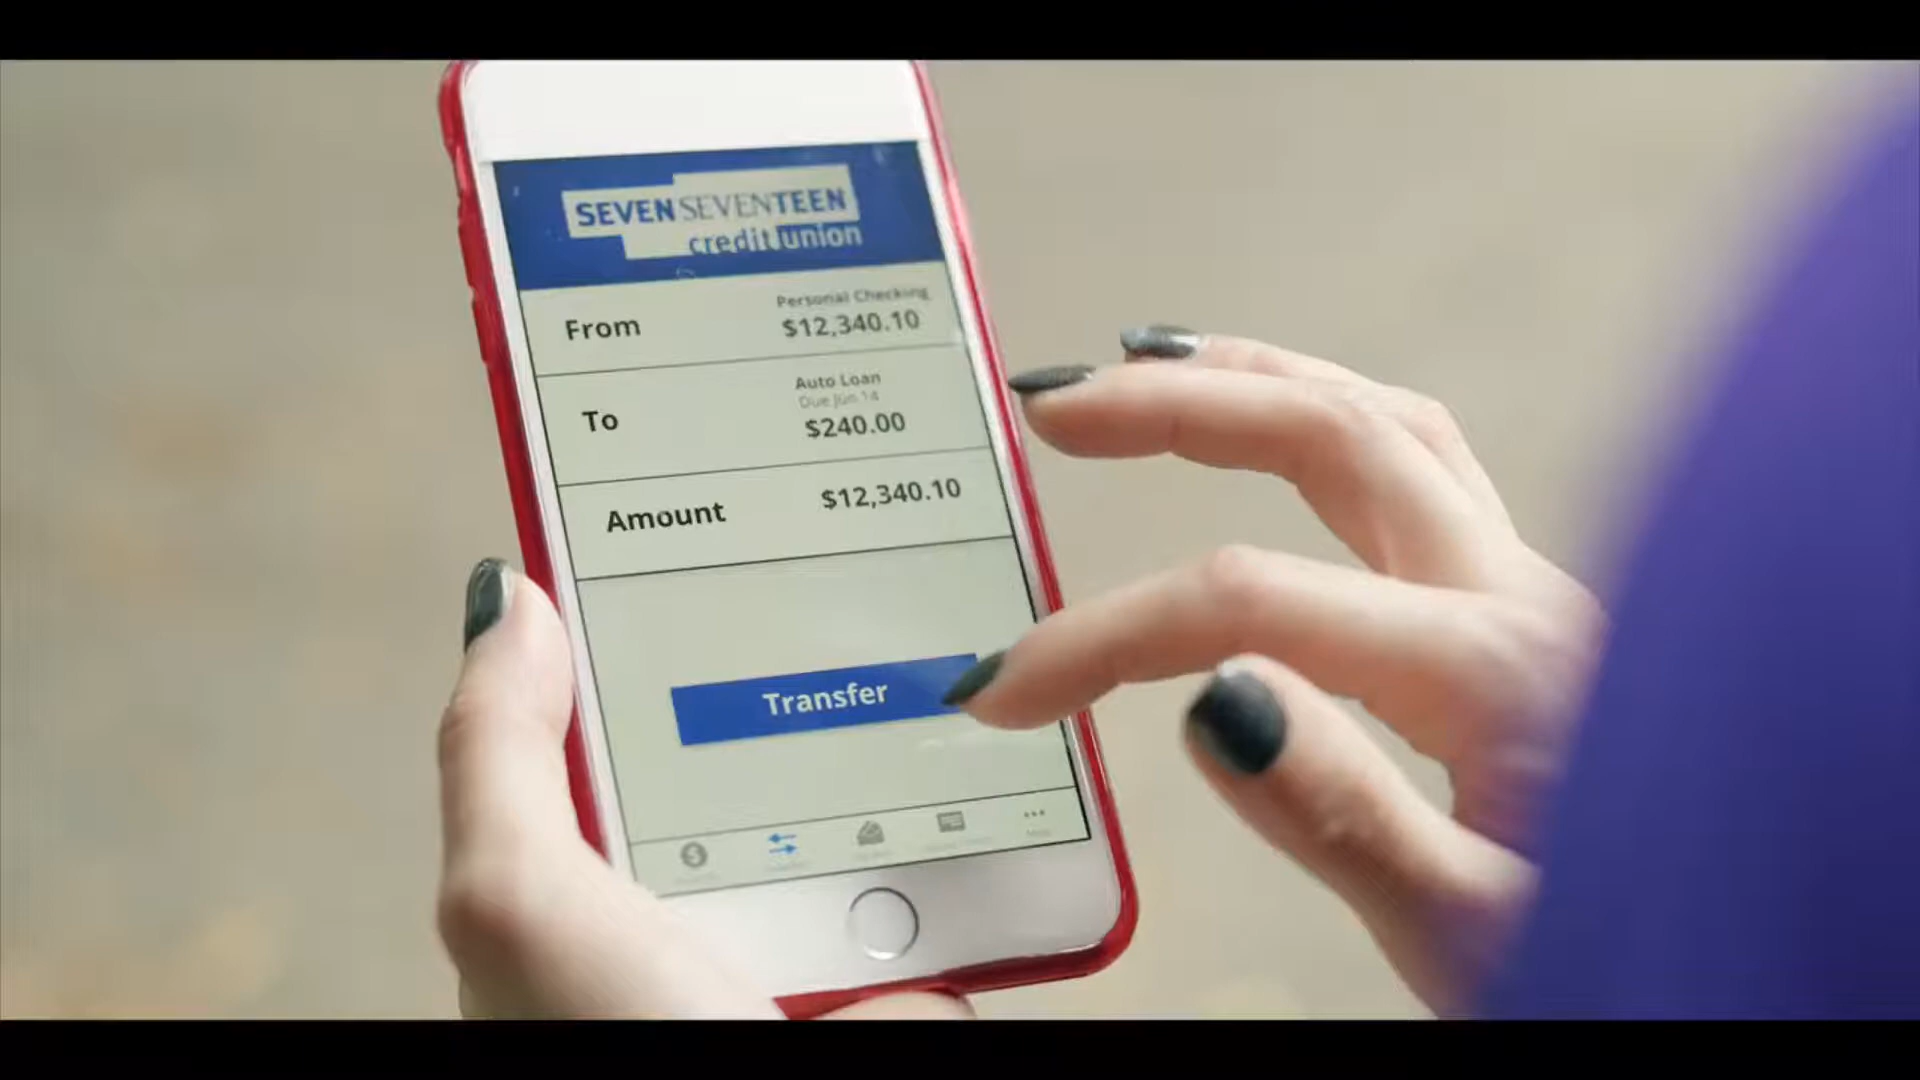 SEVEN SEVENTEEN
credit union
From
Personal Checking
$12,340.10
To
Auto Loan
Due Jun 14
$240.00
Amount
$12,340.10
Transfer